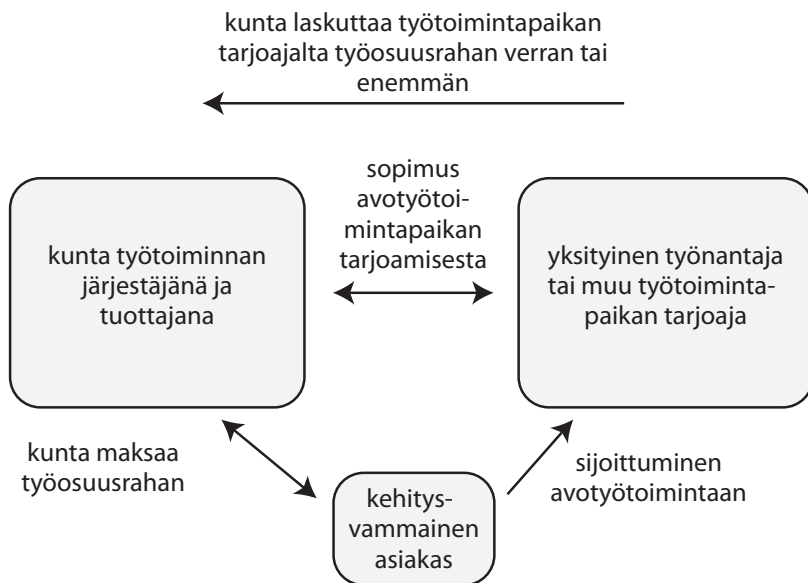 kunta laskuttaa työtoimintapaikan
tarjoajalta työosuusrahan verran tai
enemmän
sopimus
avotyötoi-
mintapaikan
tarjoamisesta
kunta työtoiminnan
järjestäjänä ja
tuottajana
yksityinen työnantaja
tai muu työtoiminta-
paikan tarjoaja
kunta maksaa
työosuusrahan
kehitys-
vammainen
asiakas
sijoittuminen
avotyötoimintaan